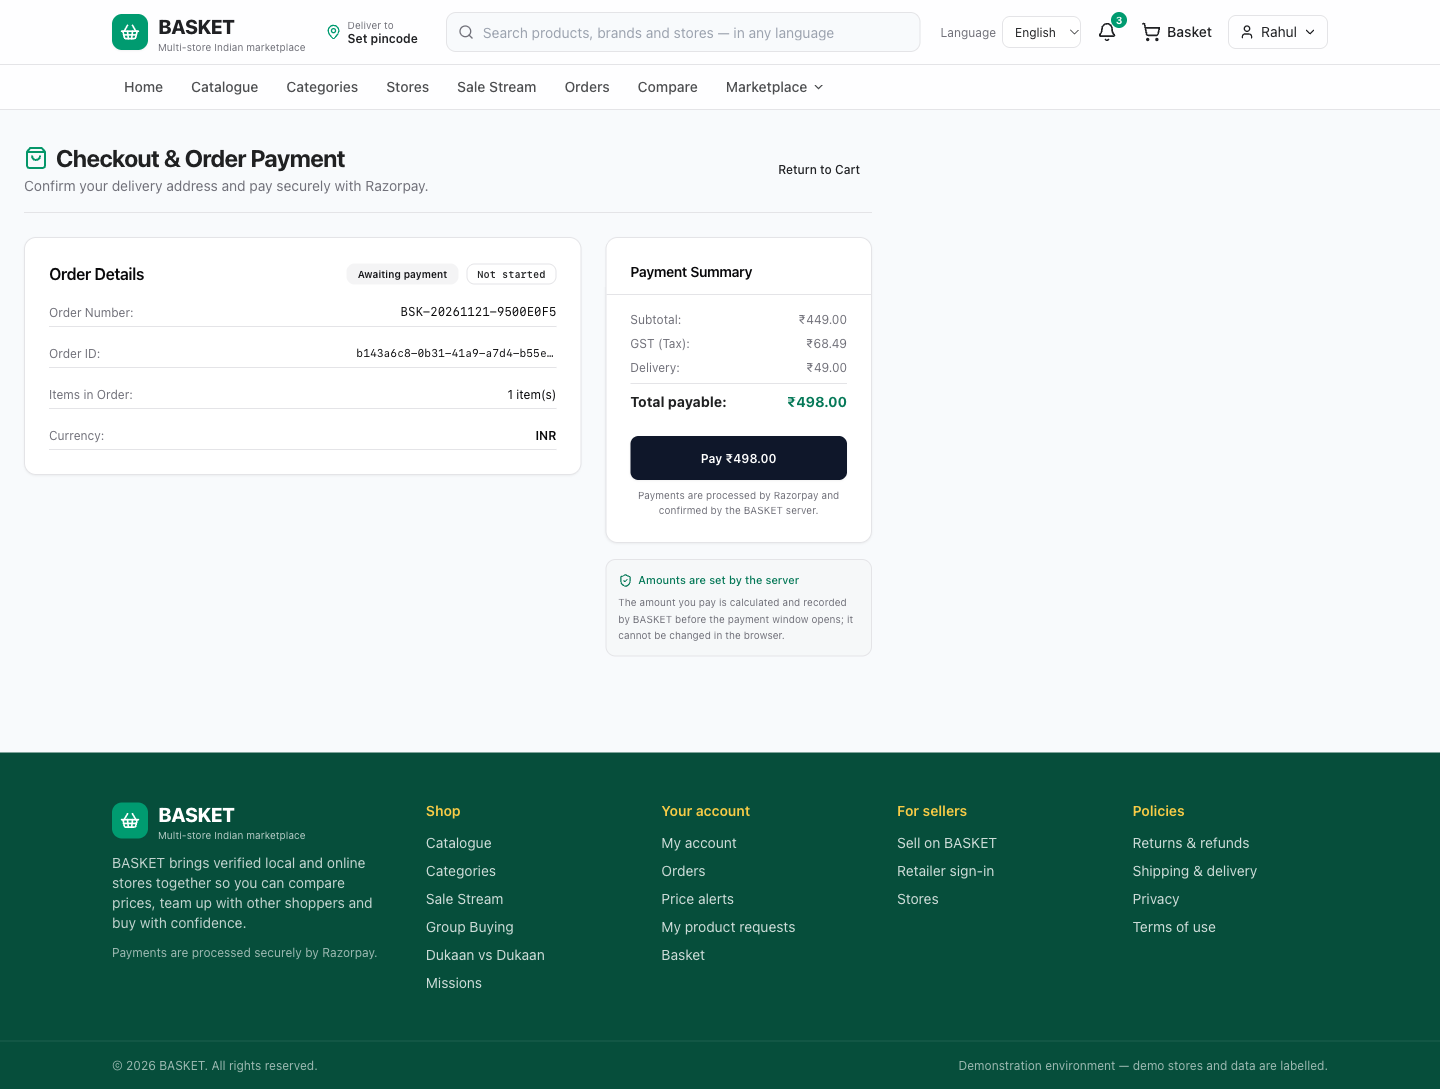 BASKET
Multi-store Indian marketplace
Deliver to
Set pincode
Search products, brands and stores — in any language
Language
English
3
Basket
Rahul
Home
Catalogue
Categories
Stores
Sale Stream
Orders
Compare
Marketplace
Checkout & Order Payment
Confirm your delivery address and pay securely with Razorpay.
Return to Cart
Order Details
Awaiting payment
Not started
Order Number:
BSK-20261121-9500E0F5
Order ID:
b143a6c8-0b31-41a9-a7d4-b55e…
Items in Order:
1 item(s)
Currency:
INR
Payment Summary
Subtotal:
₹449.00
GST (Tax):
₹68.49
Delivery:
₹49.00
Total payable:
₹498.00
Pay ₹498.00
Payments are processed by Razorpay and
confirmed by the BASKET server.
Amounts are set by the server
The amount you pay is calculated and recorded
by BASKET before the payment window opens; it
cannot be changed in the browser.
BASKET
Multi-store Indian marketplace
BASKET brings verified local and online
stores together so you can compare
prices, team up with other shoppers and
buy with confidence.
Payments are processed securely by Razorpay.
Shop
Catalogue
Categories
Sale Stream
Group Buying
Dukaan vs Dukaan
Missions
Your account
My account
Orders
Price alerts
My product requests
Basket
For sellers
Sell on BASKET
Retailer sign-in
Stores
Policies
Returns & refunds
Shipping & delivery
Privacy
Terms of use
© 2026 BASKET. All rights reserved.
Demonstration environment — demo stores and data are labelled.